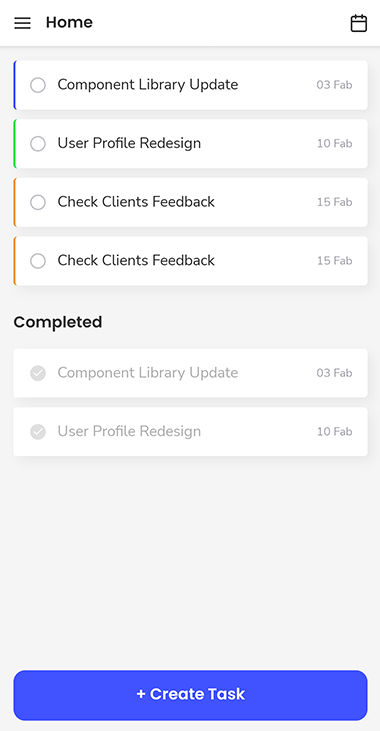 Home
Component Library Update 03 Fab
User Profile Redesign 10 Fab
Check Clients Feedback 15 Fab
Check Clients Feedback 15 Fab
Completed
Component Library Update 03 Fab
User Profile Redesign 10 Fab
+ Create Task